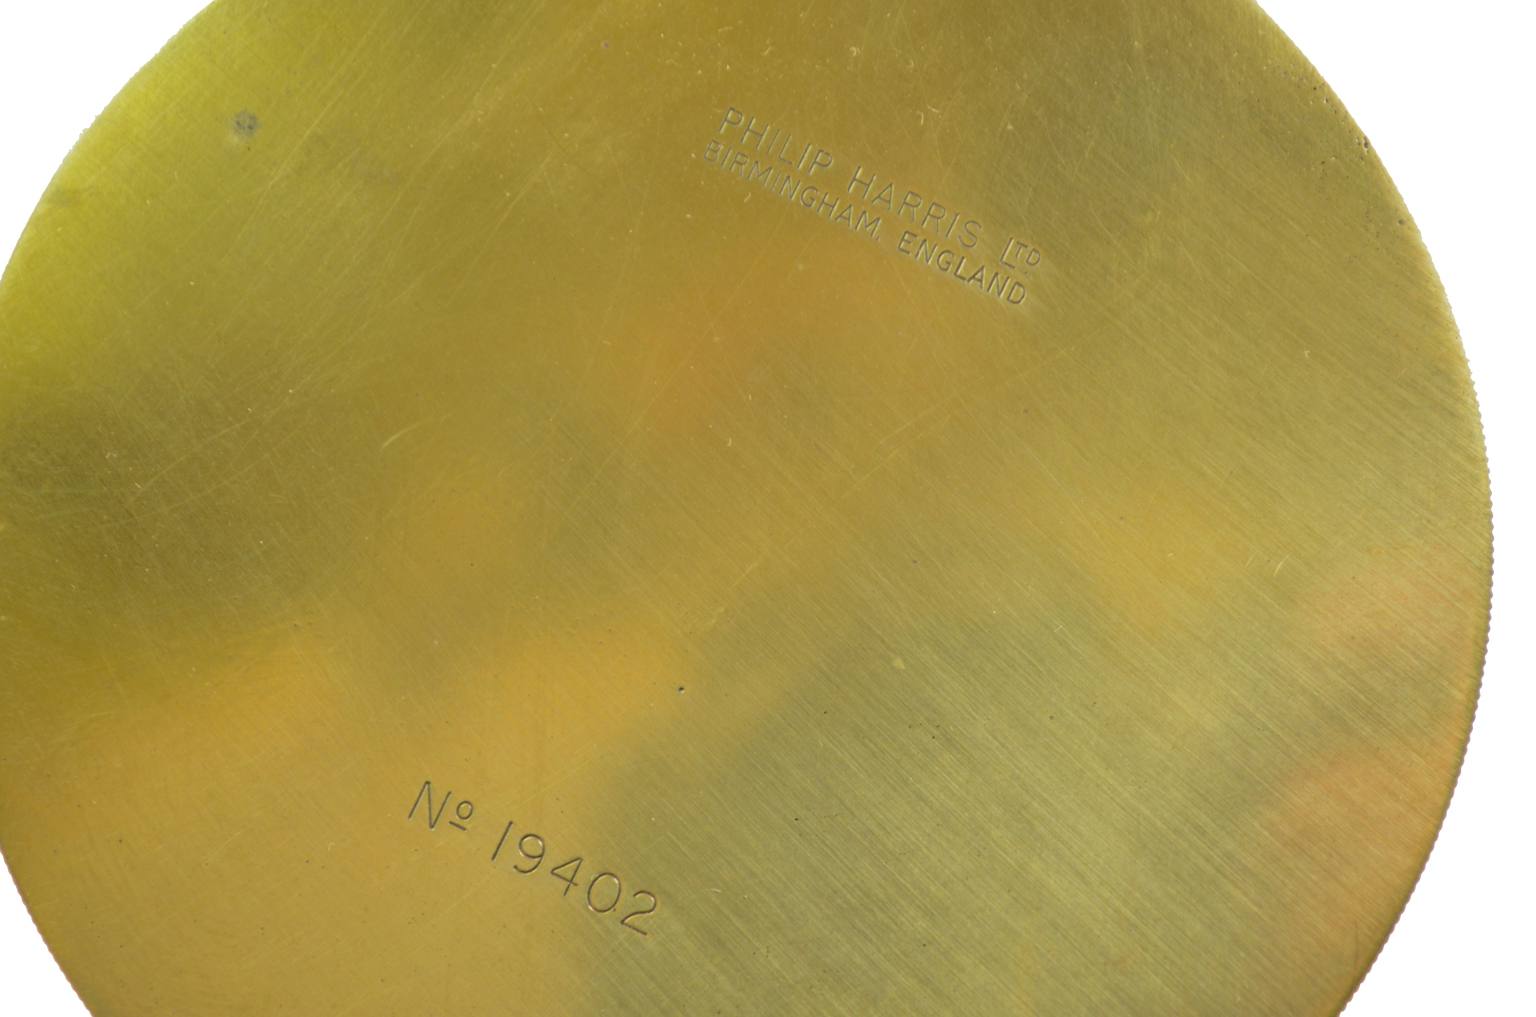 PHILIP HARRIS LTD
BIRMINGHAM, ENGLAND
Nº 19402